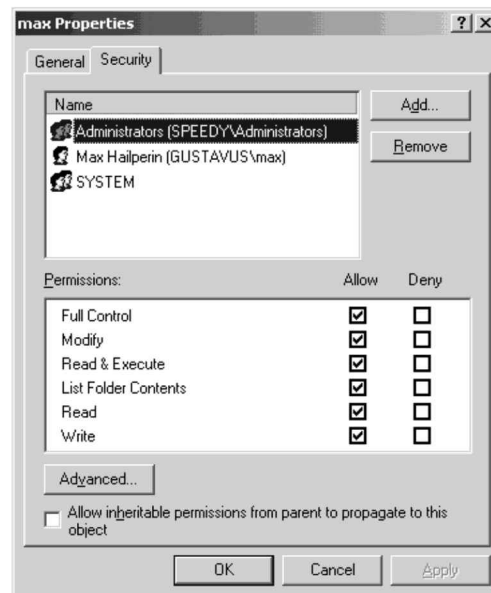 max Properties
? X
General Security
Name
Administrators (SPEEDY\Administrators)
Max Hailperin (GUSTAVUS\max)
SYSTEM
Add...
Remove
Permissions: Allow Deny
Full Control
Modify
Read & Execute
List Folder Contents
Read
Write
Advanced...
Allow inheritable permissions from parent to propagate to this
object
OK Cancel Apply